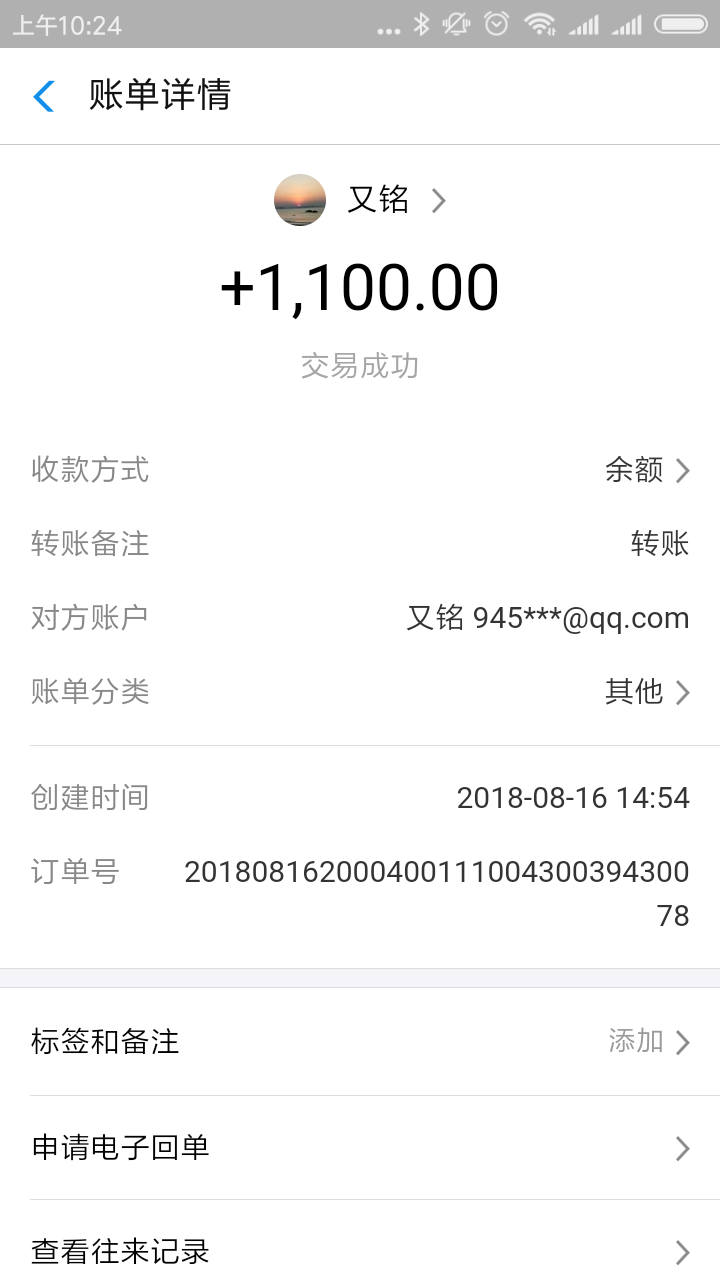 上午10:24
账单详情
又铭
+1,100.00
交易成功
收款方式 余额
转账备注 转账
对方账户 又铭 945***@qq.com
账单分类 其他
创建时间 2018-08-16 14:54
订单号 201808162000400111004300394300
78
标签和备注 添加
申请电子回单
查看往来记录